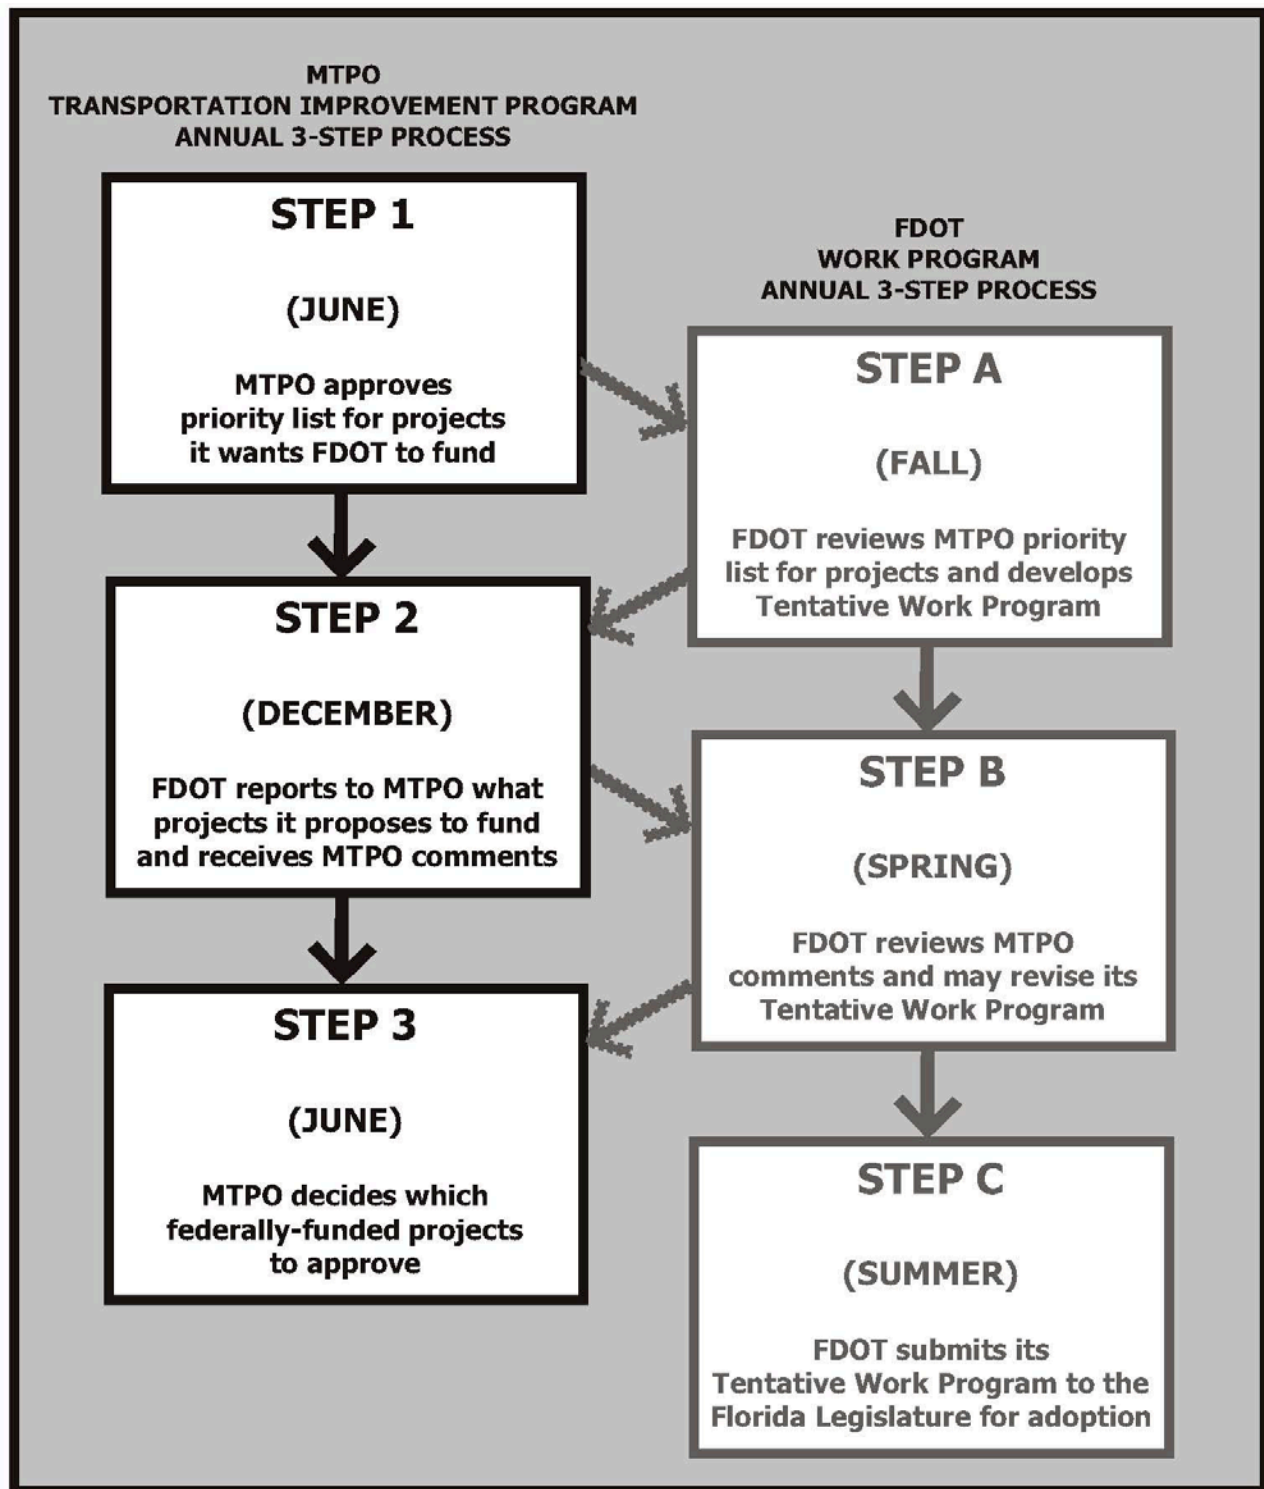 MTPO
TRANSPORTATION IMPROVEMENT PROGRAM
ANNUAL 3-STEP PROCESS
STEP 1
(JUNE)
MTPO approves
priority list for projects
it wants FDOT to fund
FDOT
WORK PROGRAM
ANNUAL 3-STEP PROCESS
STEP A
(FALL)
FDOT reviews MTPO priority
list for projects and develops
Tentative Work Program
STEP 2
(DECEMBER)
FDOT reports to MTPO what
projects it proposes to fund
and receives MTPO comments
STEP B
(SPRING)
FDOT reviews MTPO
comments and may revise its
Tentative Work Program
STEP 3
(JUNE)
MTPO decides which
federally-funded projects
to approve
STEP C
(SUMMER)
FDOT submits its
Tentative Work Program to the
Florida Legislature for adoption